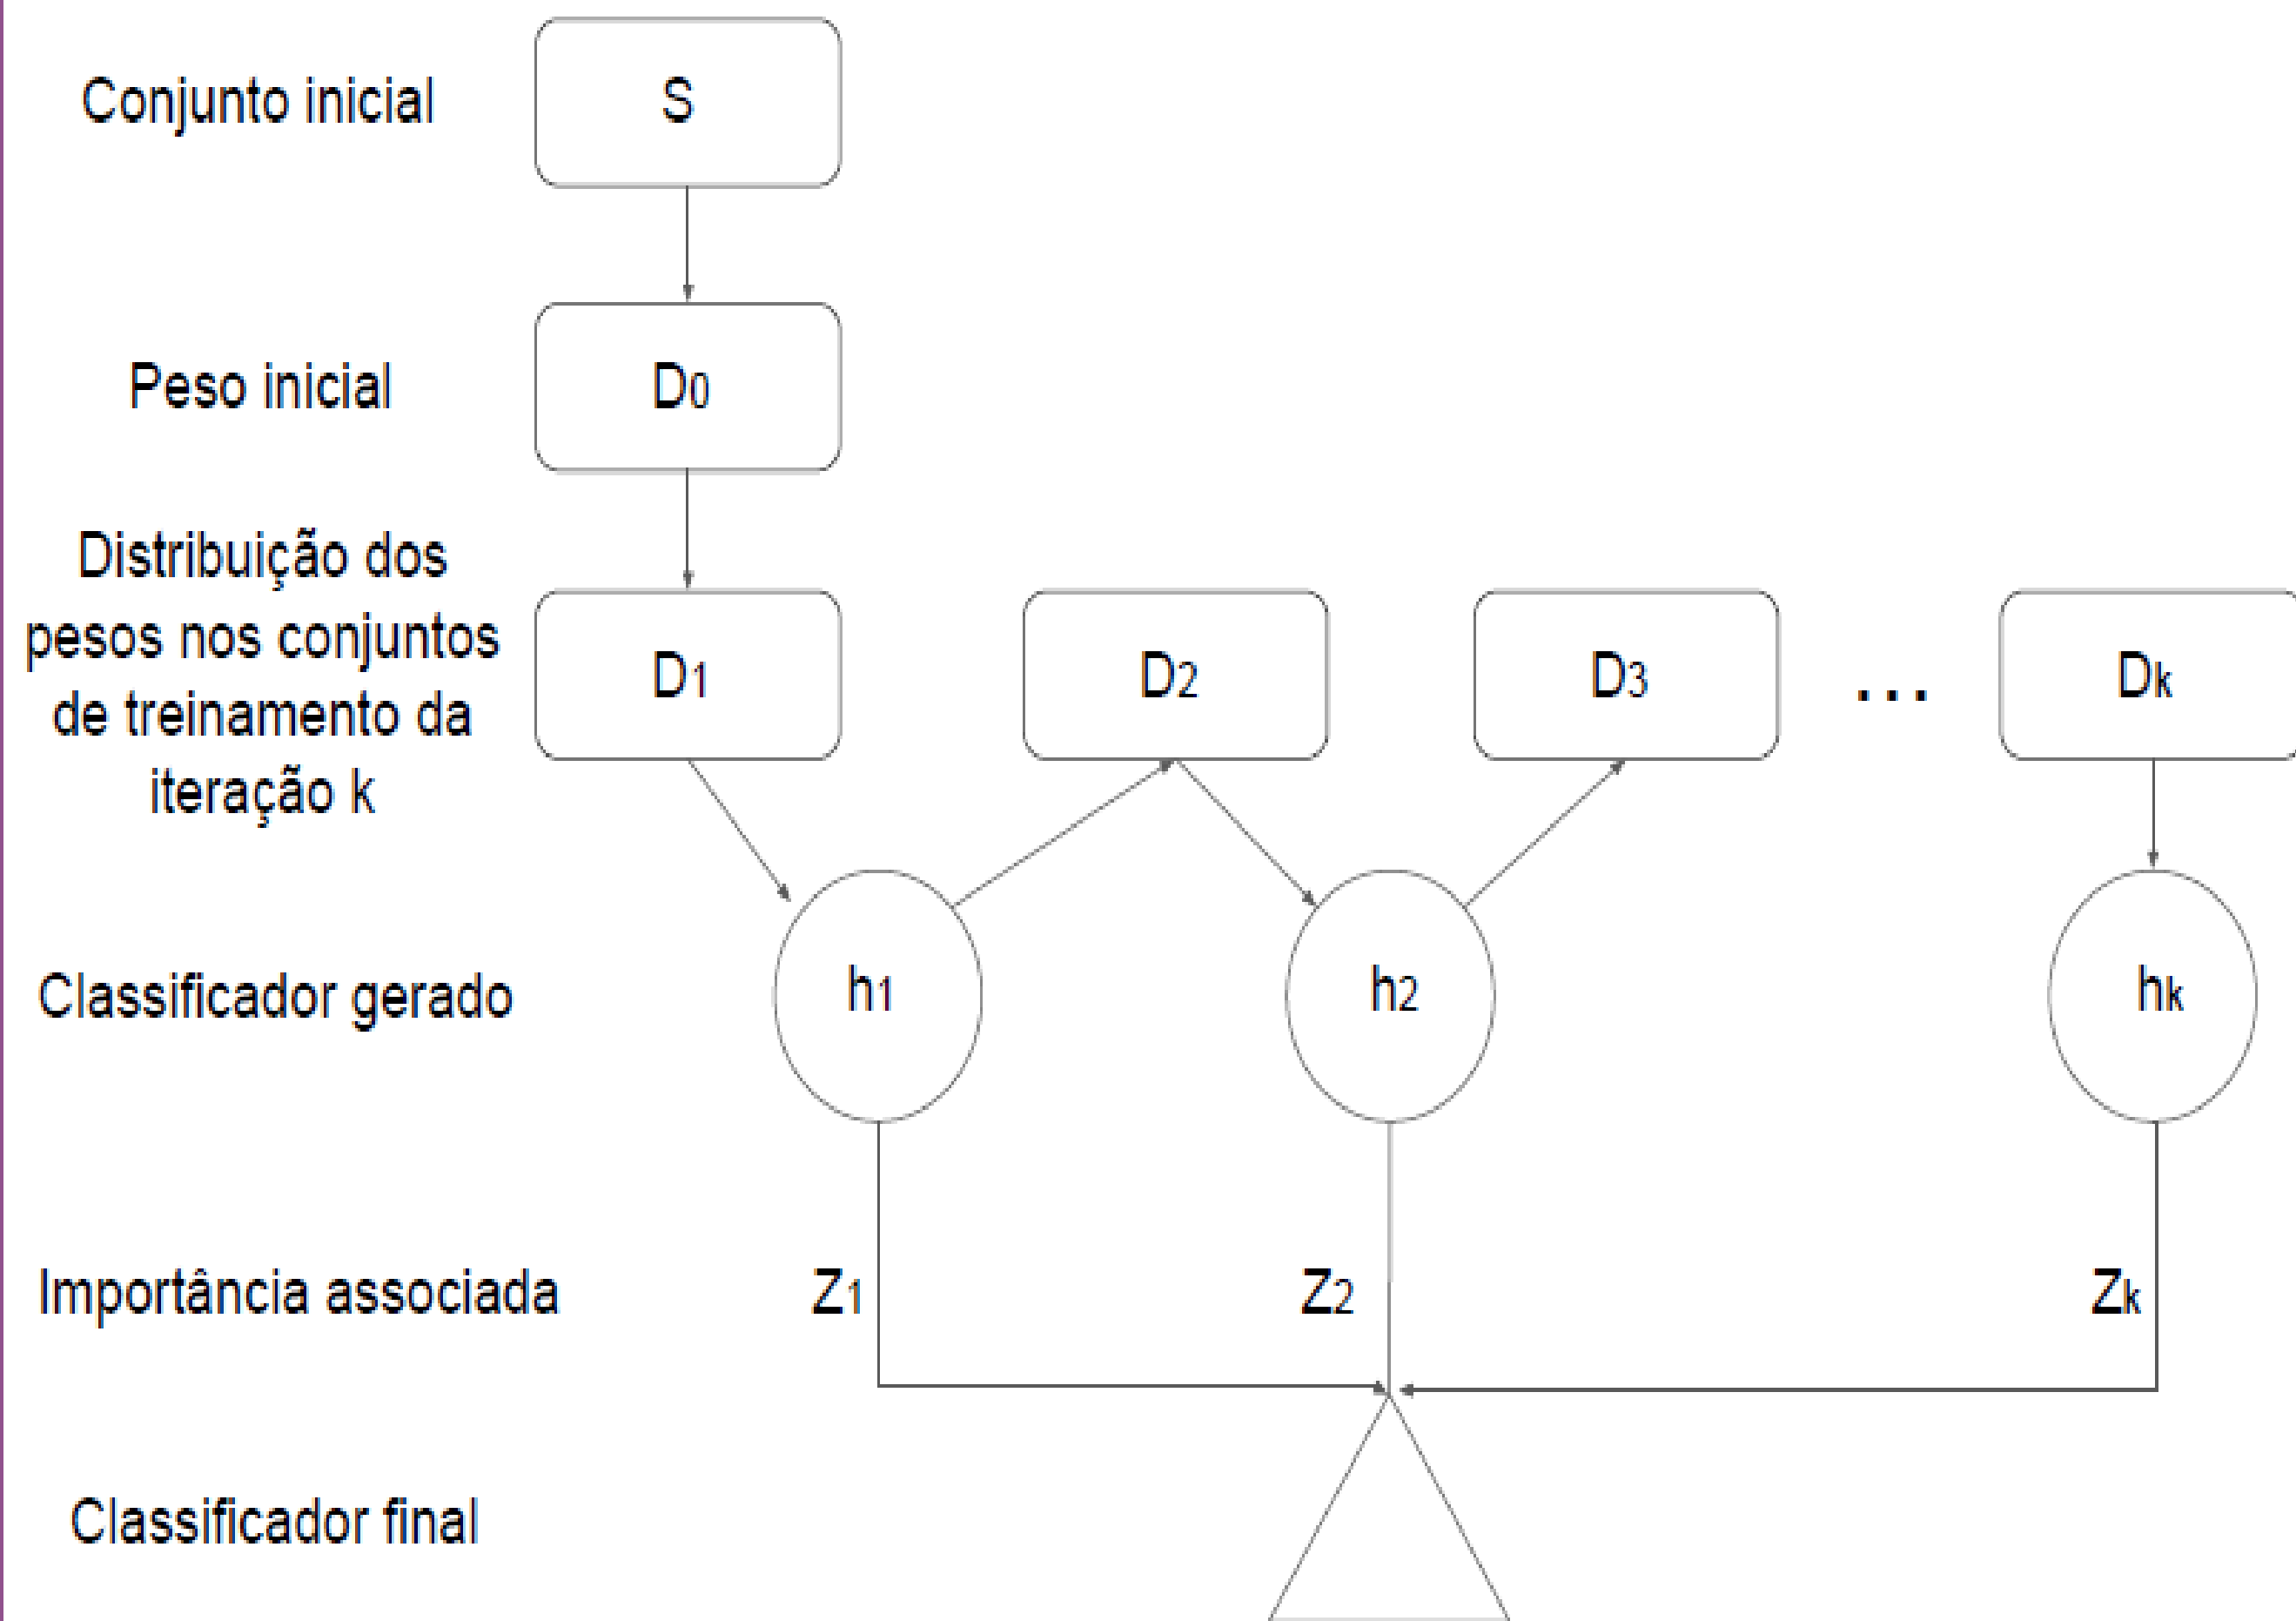 Conjunto inicial
S
Peso inicial
D0
Distribuição dos
pesos nos conjuntos
de treinamento da
iteração k
D1
D2
D3
...
Dk
Classificador gerado
h1
h2
hk
Importância associada
Z1
Z2
Zk
Classificador final